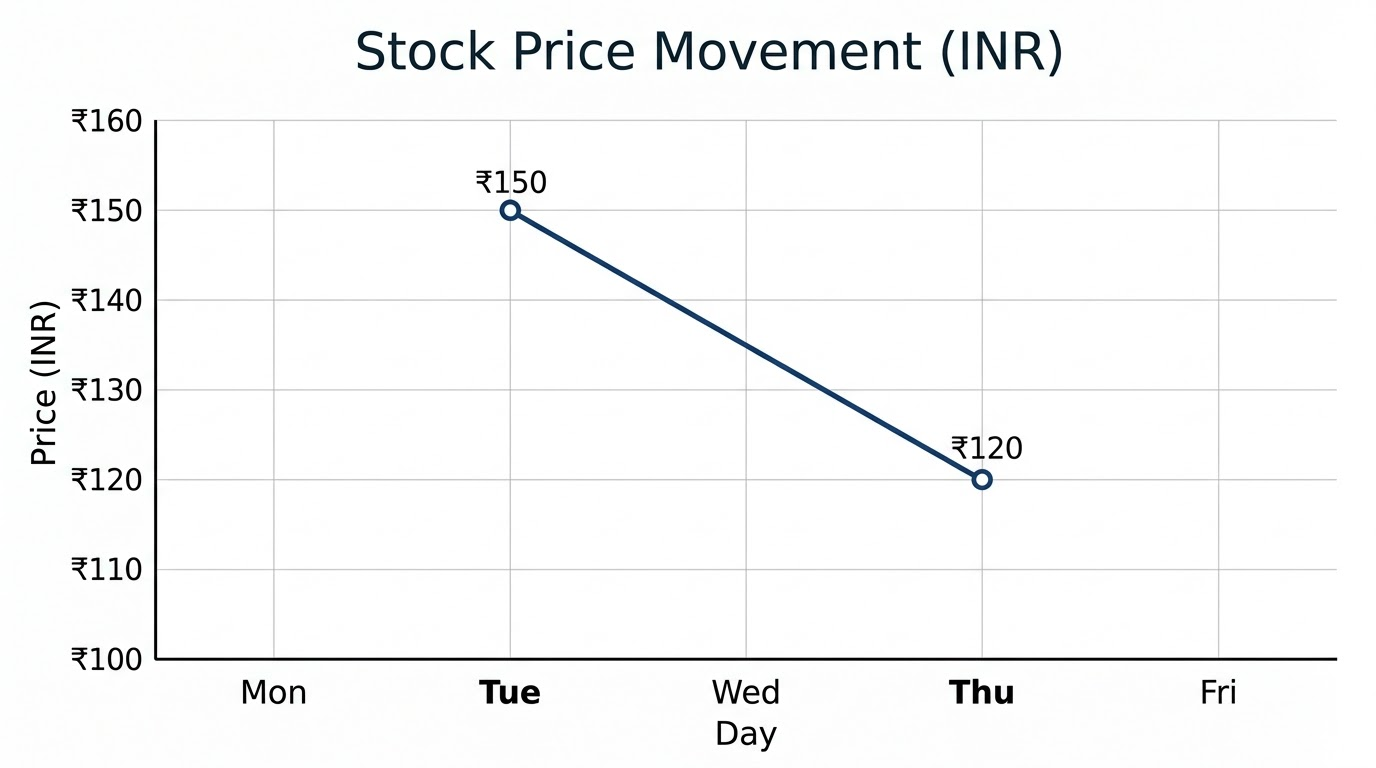 Stock Price Movement (INR)
₹160
₹150
₹150
₹140
₹130
₹120
₹120
₹110
₹100
Price (INR)
Mon Tue Wed Thu Fri
Day